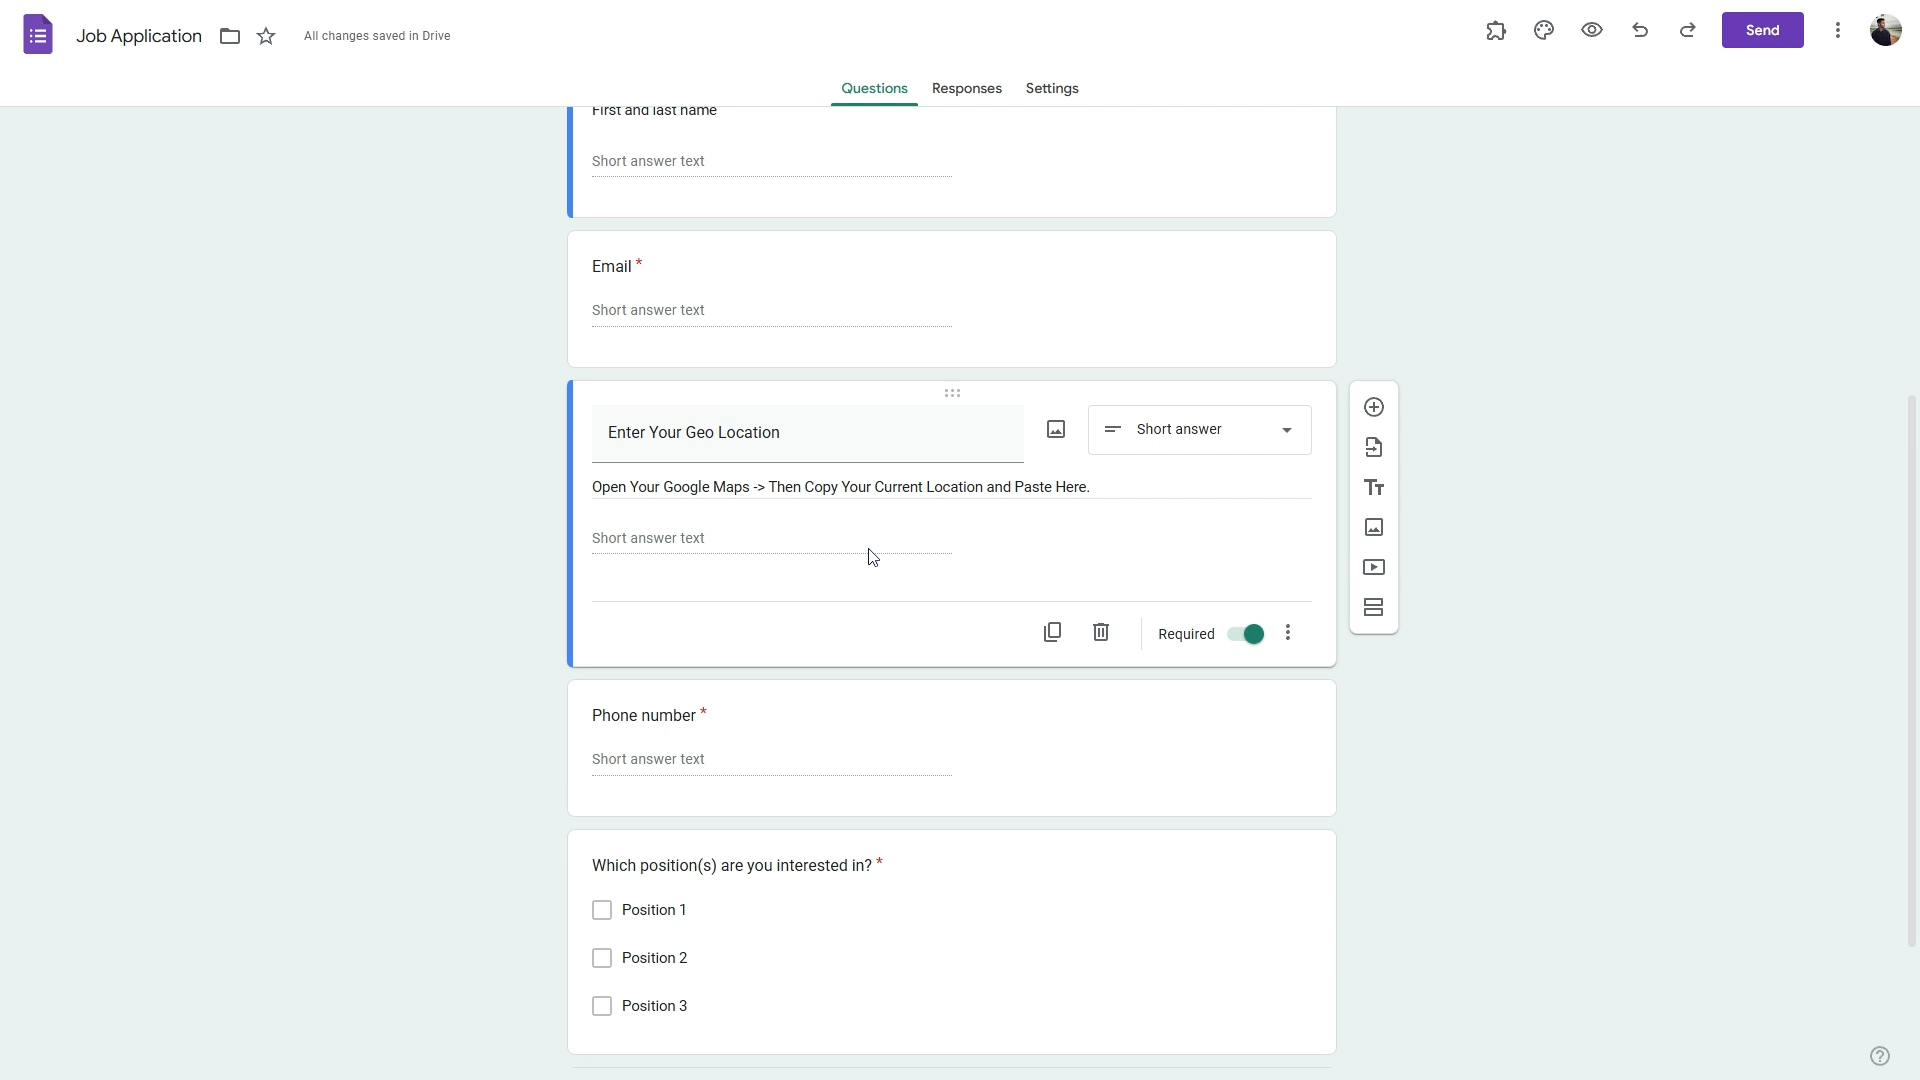 Job Application
All changes saved in Drive
Send
Questions
Responses
Settings
First and last name
Short answer text
Email *
Short answer text
Enter Your Geo Location
Short answer
Open Your Google Maps -> Then Copy Your Current Location and Paste Here.
Short answer text
Required
Phone number *
Short answer text
Which position(s) are you interested in? *
Position 1
Position 2
Position 3